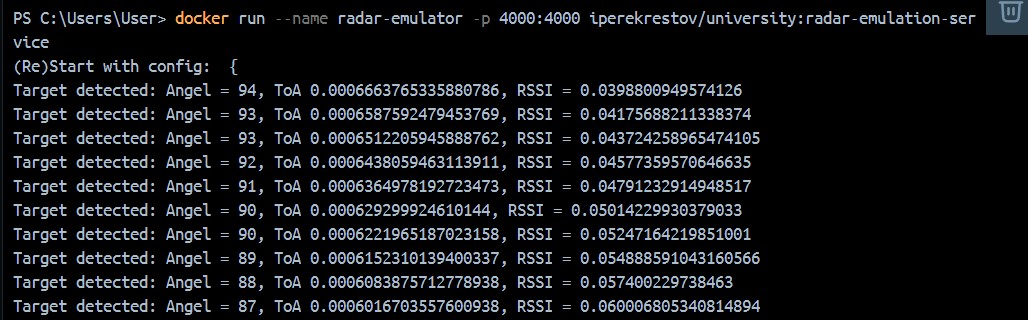 PS C:\Users\User> docker run --name radar-emulator -p 4000:4000 iperekrestov/university:radar-emulation-ser
vice
(Re)Start with config:  {
Target detected: Angel = 94, ToA 0.0006663765335880786, RSSI = 0.0398800949574126
Target detected: Angel = 93, ToA 0.0006587592479453769, RSSI = 0.04175688211338374
Target detected: Angel = 93, ToA 0.0006512205945888762, RSSI = 0.043724258965474105
Target detected: Angel = 92, ToA 0.0006438059463113911, RSSI = 0.04577359570646635
Target detected: Angel = 91, ToA 0.0006364978192723473, RSSI = 0.04791232914948517
Target detected: Angel = 90, ToA 0.000629299924610144, RSSI = 0.05014229930379033
Target detected: Angel = 90, ToA 0.0006221965187023158, RSSI = 0.05247164219851001
Target detected: Angel = 89, ToA 0.0006152310139400337, RSSI = 0.054888591043160566
Target detected: Angel = 88, ToA 0.0006083875712778938, RSSI = 0.057400229738463
Target detected: Angel = 87, ToA 0.0006016703557600938, RSSI = 0.060006805340814894